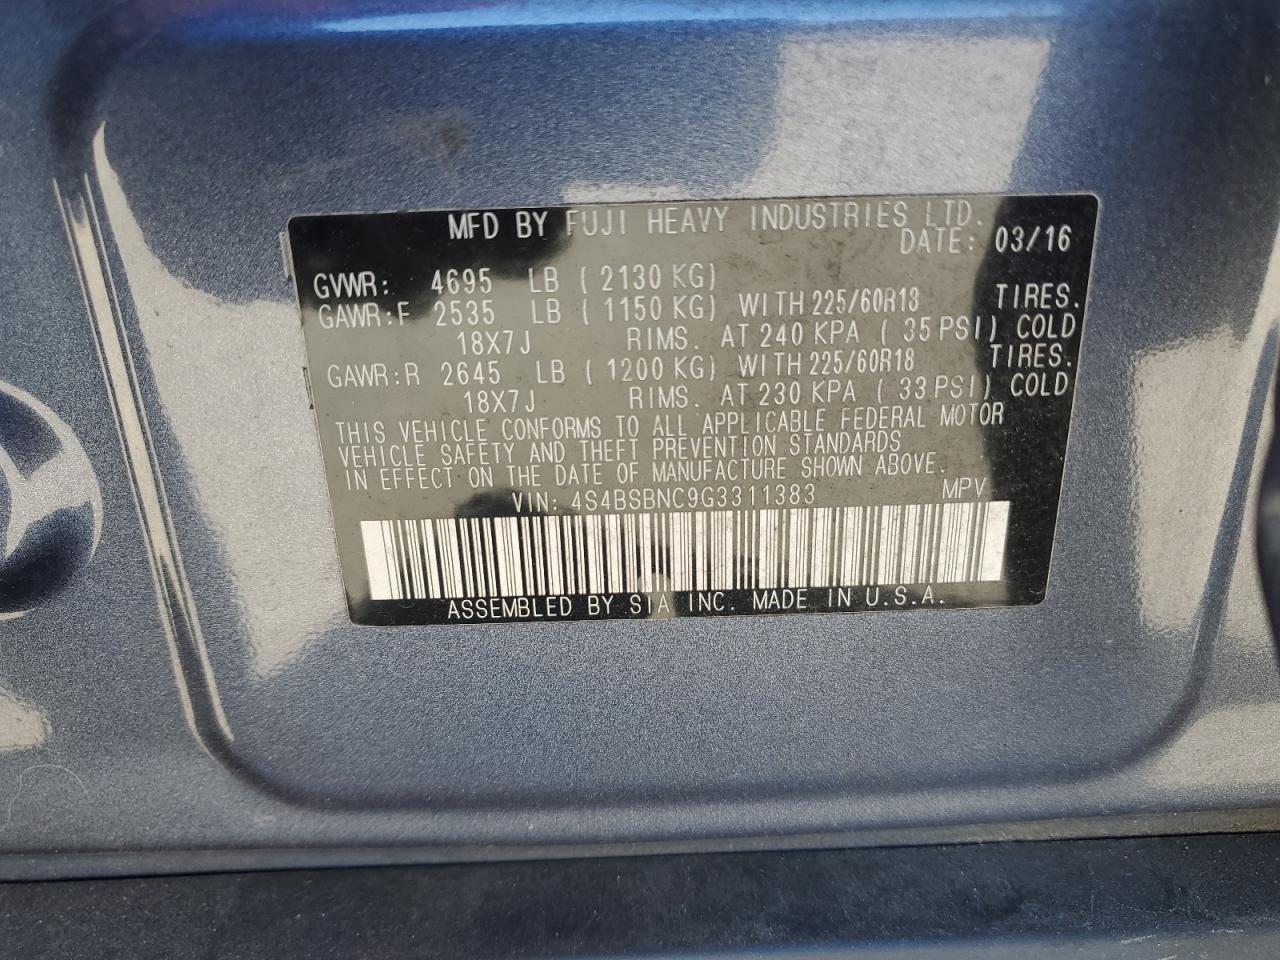 MFD BY FUJI HEAVY INDUSTRIES LTD.
DATE: 03/16
GVWR: 4695 LB ( 2130 KG)
GAWR:F 2535 LB ( 1150 KG) WITH 225/60R18 TIRES.
18X7J RIMS. AT 240 KPA ( 35 PSI) COLD
GAWR:R 2645 LB ( 1200 KG) WITH 225/60R18 TIRES.
18X7J RIMS. AT 230 KPA ( 33 PSI) COLD
THIS VEHICLE CONFORMS TO ALL APPLICABLE FEDERAL MOTOR
VEHICLE SAFETY AND THEFT PREVENTION STANDARDS
IN EFFECT ON THE DATE OF MANUFACTURE SHOWN ABOVE.
VIN: 4S4BSBNC9G3311383 MPV
ASSEMBLED BY SIA INC. MADE IN U.S.A.